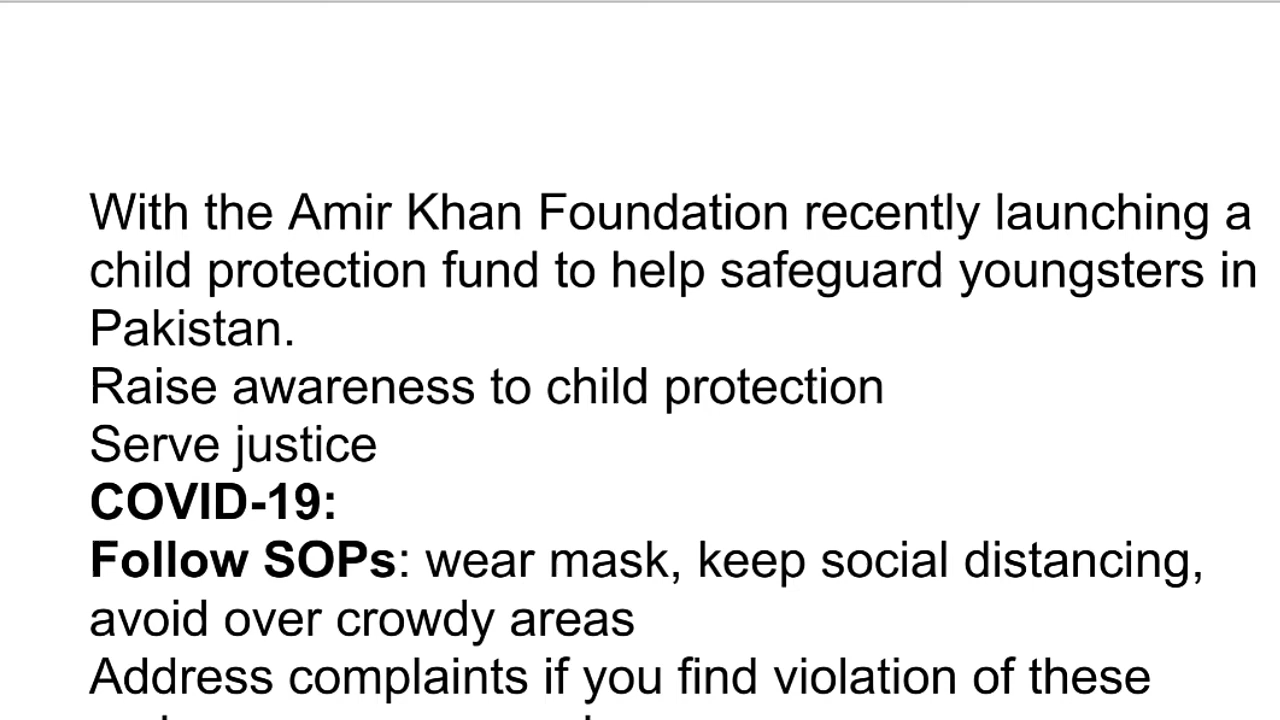 With the Amir Khan Foundation recently launching a
child protection fund to help safeguard youngsters in
Pakistan.
Raise awareness to child protection
Serve justice
COVID-19:
Follow SOPs: wear mask, keep social distancing,
avoid over crowdy areas
Address complaints if you find violation of these